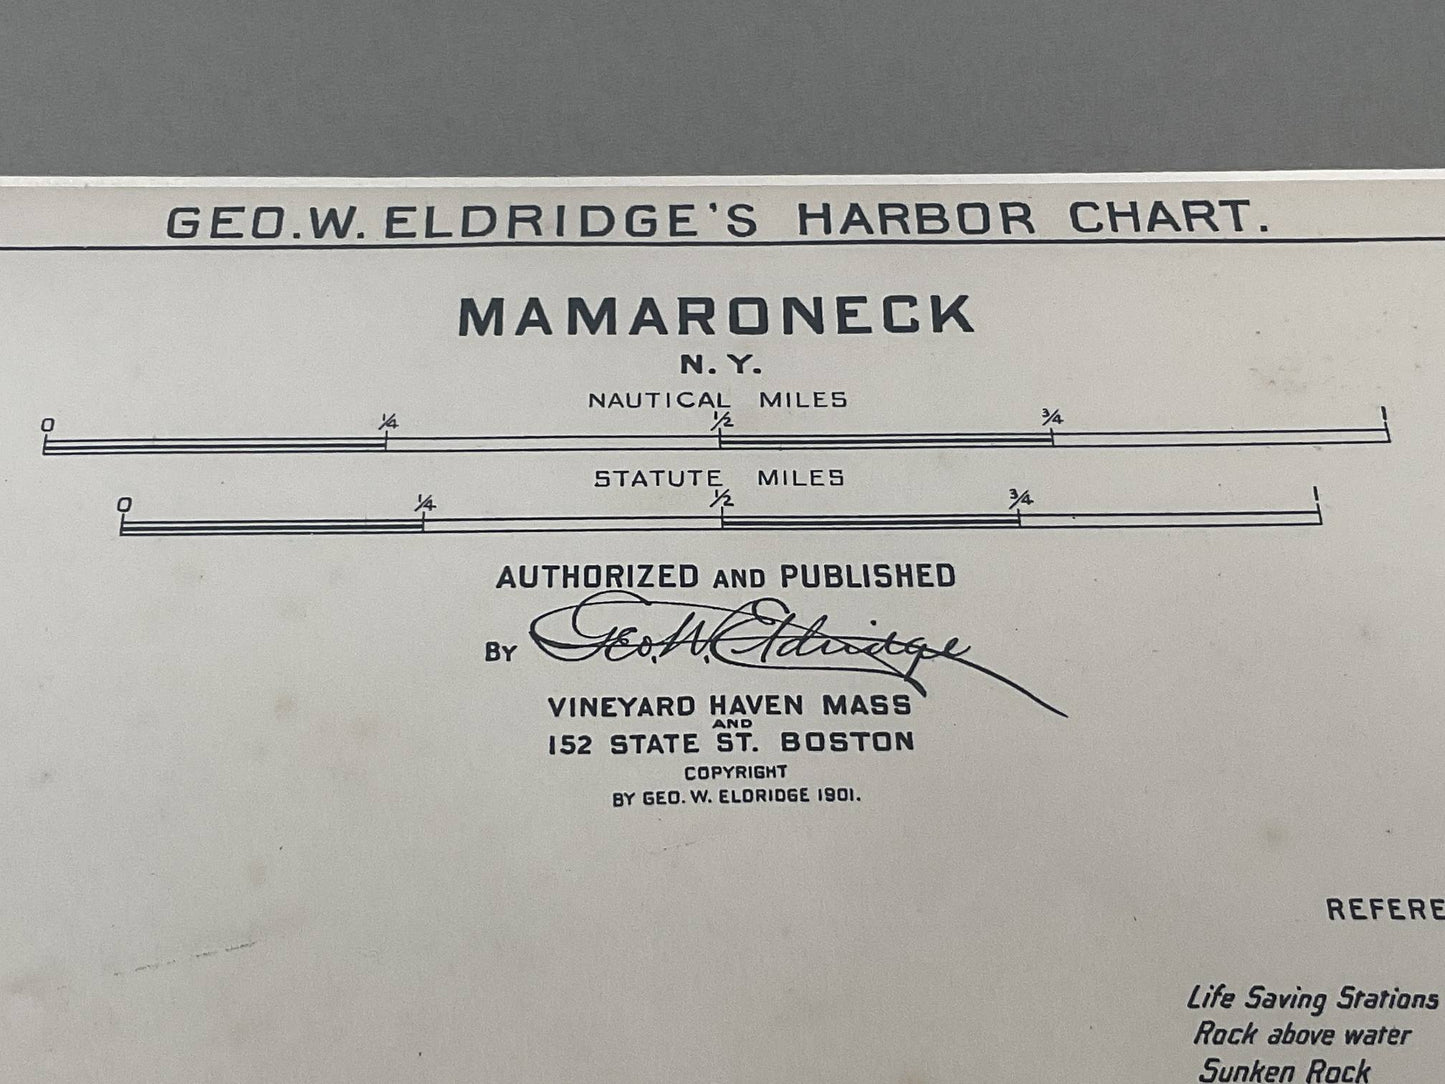 GEO. W. ELDRIDGE'S HARBOR CHART.
MAMARONECK
N. Y.
NAUTICAL MILES
0 1/4 1/2 3/4 1
STATUTE MILES
0 1/4 1/2 3/4 1
AUTHORIZED AND PUBLISHED
BY Geo. W. Eldridge
VINEYARD HAVEN MASS
AND
152 STATE ST. BOSTON
COPYRIGHT
BY GEO. W. ELDRIDGE 1901.
REFERE
Life Saving Stations
Rock above water
Sunken Rock